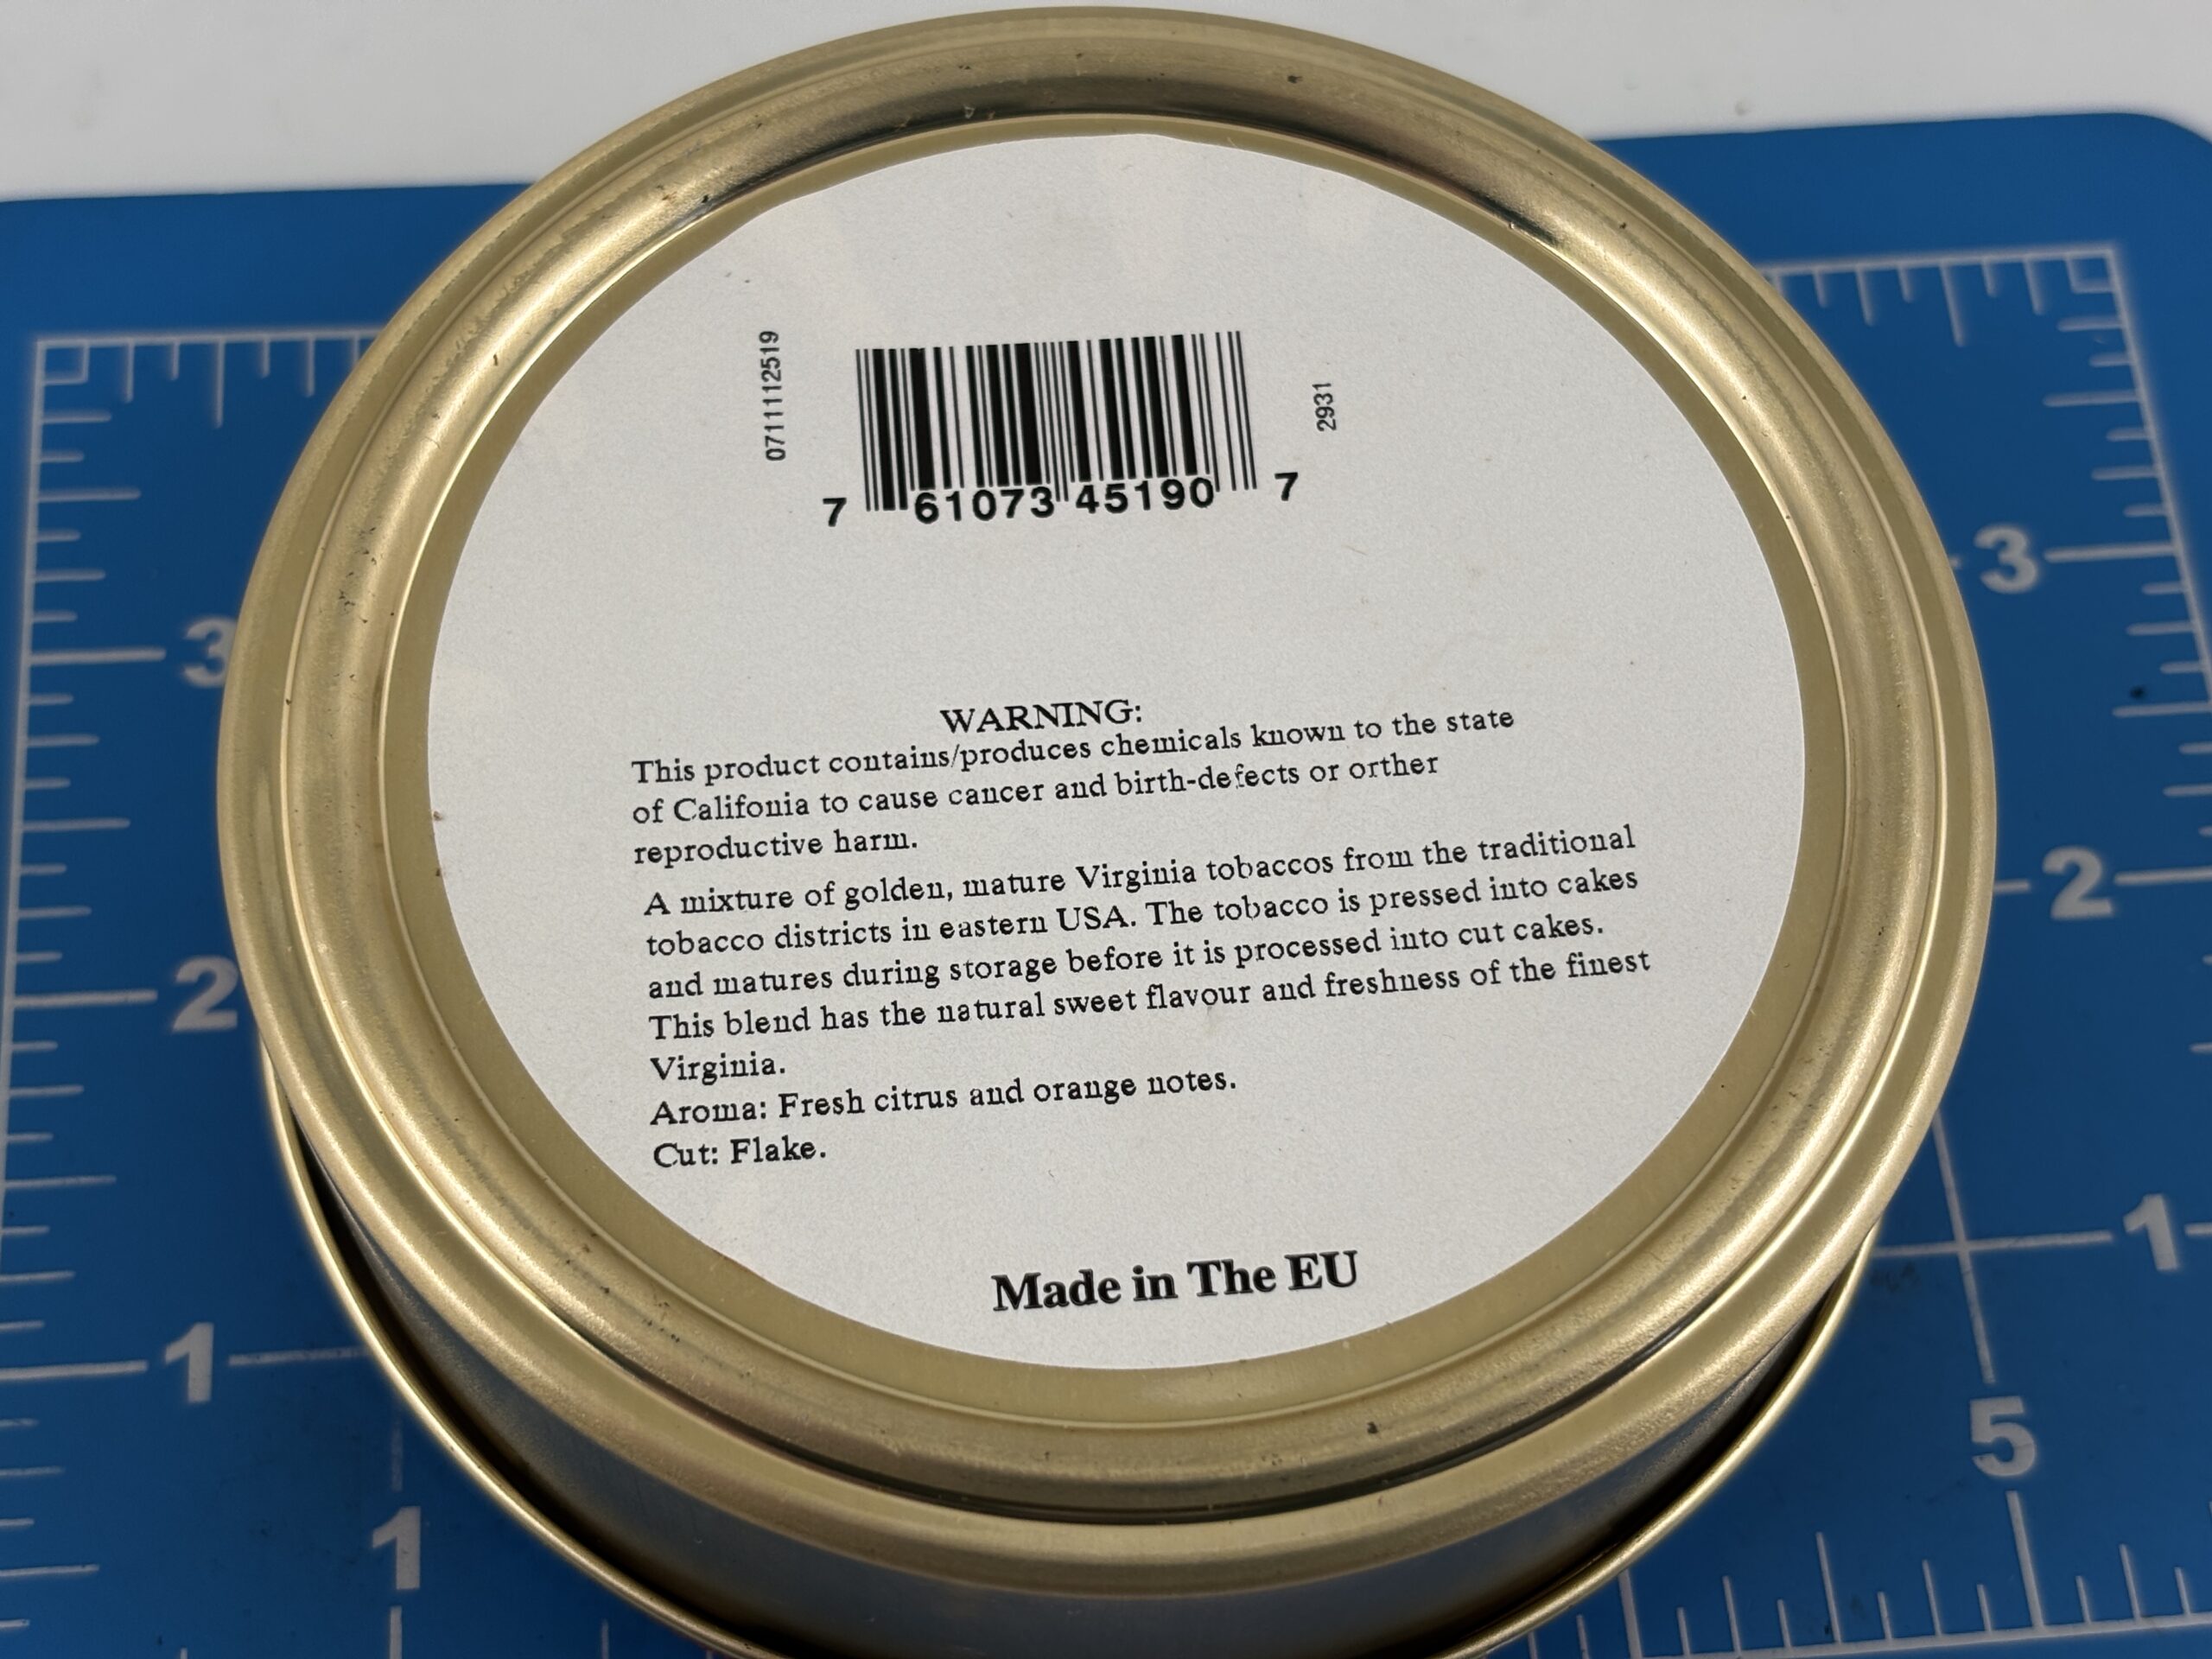 0711112519
2931
7 61073 45190 7
WARNING:
This product contains/produces chemicals known to the state
of Califonia to cause cancer and birth-defects or orther
reproductive harm.
A mixture of golden, mature Virginia tobaccos from the traditional
tobacco districts in eastern USA. The tobacco is pressed into cakes
and matures during storage before it is processed into cut cakes.
This blend has the natural sweet flavour and freshness of the finest
Virginia.
Aroma: Fresh citrus and orange notes.
Cut: Flake.
Made in The EU
3
3
2
2
1
1
1
5